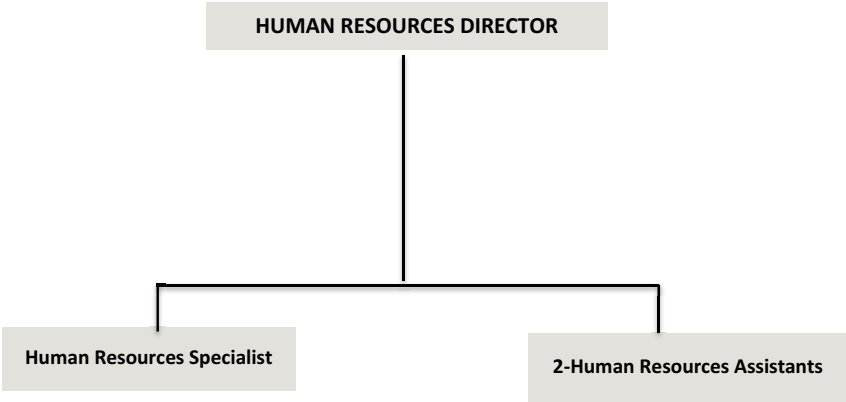 HUMAN RESOURCES DIRECTOR
Human Resources Specialist
2-Human Resources Assistants